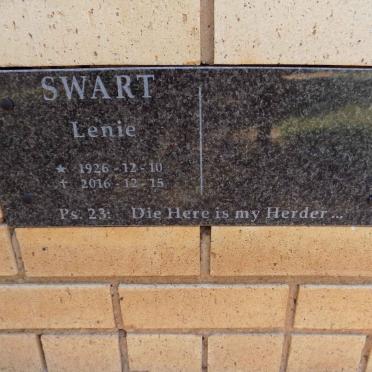 SWART
Lenie
★ 1926 - 12 - 10
† 2016 - 12 - 15
Ps. 23: Die Here is my Herder...